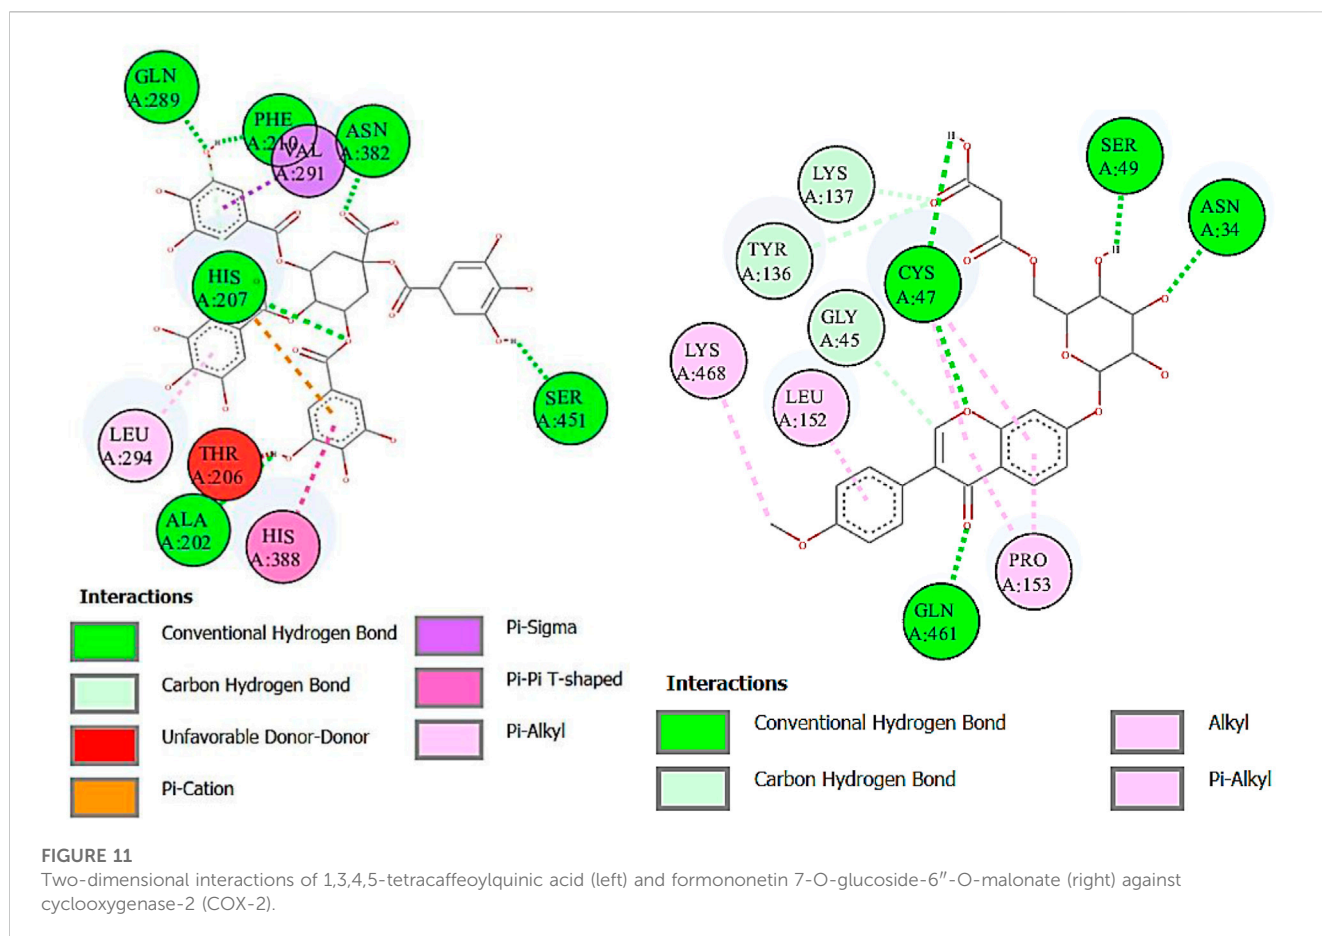 GLN
A:289
PHE
A:210
VAL
A:291
ASN
A:382
HIS
A:207
LEU
A:294
THR
A:206
ALA
A:202
HIS
A:388
SER
A:451
Interactions
Conventional Hydrogen Bond
Carbon Hydrogen Bond
Unfavorable Donor-Donor
Pi-Cation
Pi-Sigma
Pi-Pi T-shaped
Pi-Alkyl
LYS
A:137
TYR
A:136
GLY
A:45
CYS
A:47
SER
A:49
ASN
A:34
LYS
A:468
LEU
A:152
PRO
A:153
GLN
A:461
Interactions
Conventional Hydrogen Bond
Carbon Hydrogen Bond
Alkyl
Pi-Alkyl
FIGURE 11
Two-dimensional interactions of 1,3,4,5-tetracaffeoylquinic acid (left) and formononetin 7-O-glucoside-6″-O-malonate (right) against
cyclooxygenase-2 (COX-2).